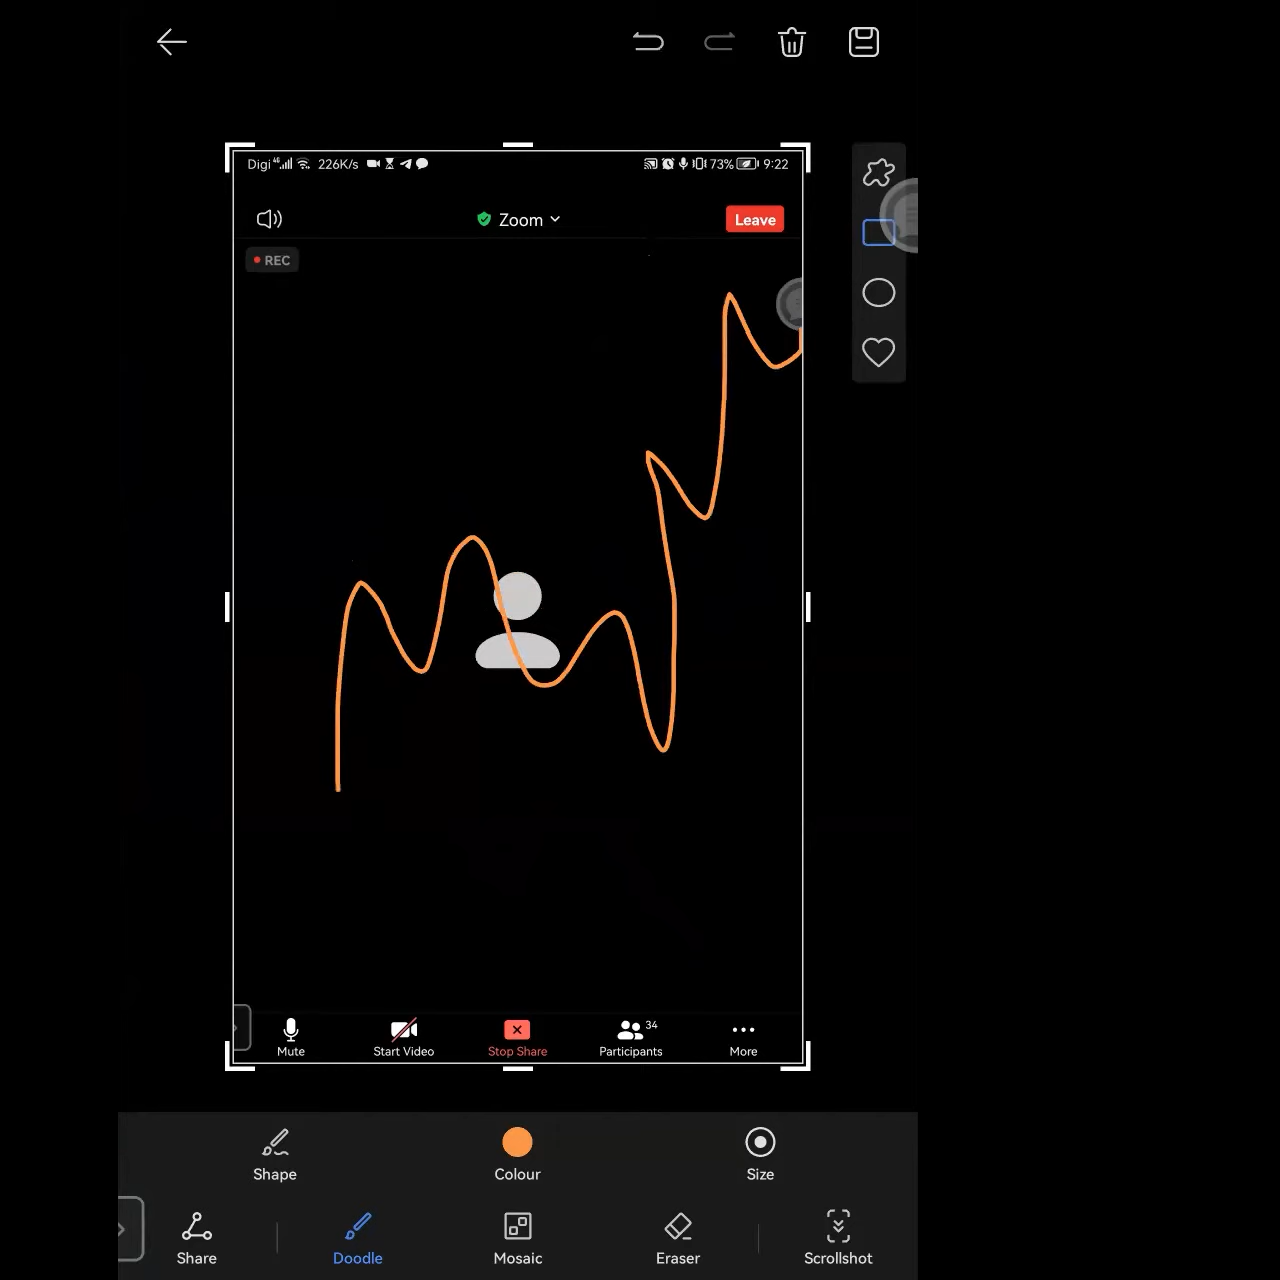 Digi 4G 226K/s 73% 9:22
Zoom Leave
REC
Mute Start Video Stop Share Participants 34 More
Shape Colour Size
Share Doodle Mosaic Eraser Scrollshot